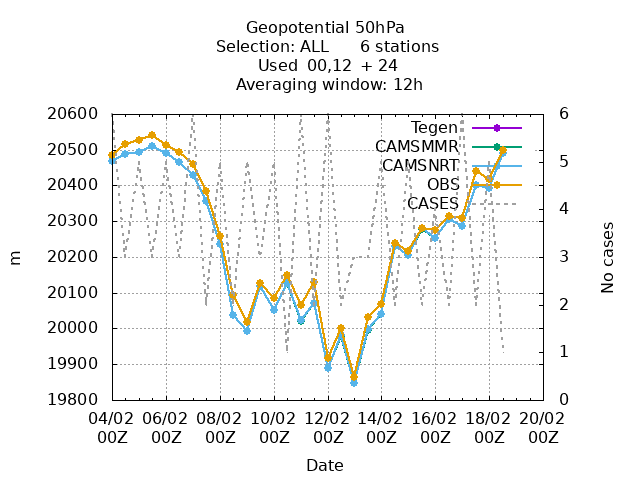 Geopotential 50hPa
Selection: ALL 6 stations
Used 00,12 + 24
Averaging window: 12h
20600
20500
20400
20300
20200
20100
20000
19900
19800
m
6
5
4
3
2
1
0
No cases
Tegen
CAMSMMR
CAMSNRT
OBS
CASES
04/02 06/02 08/02 10/02 12/02 14/02 16/02 18/02 20/02
00Z 00Z 00Z 00Z 00Z 00Z 00Z 00Z 00Z
Date